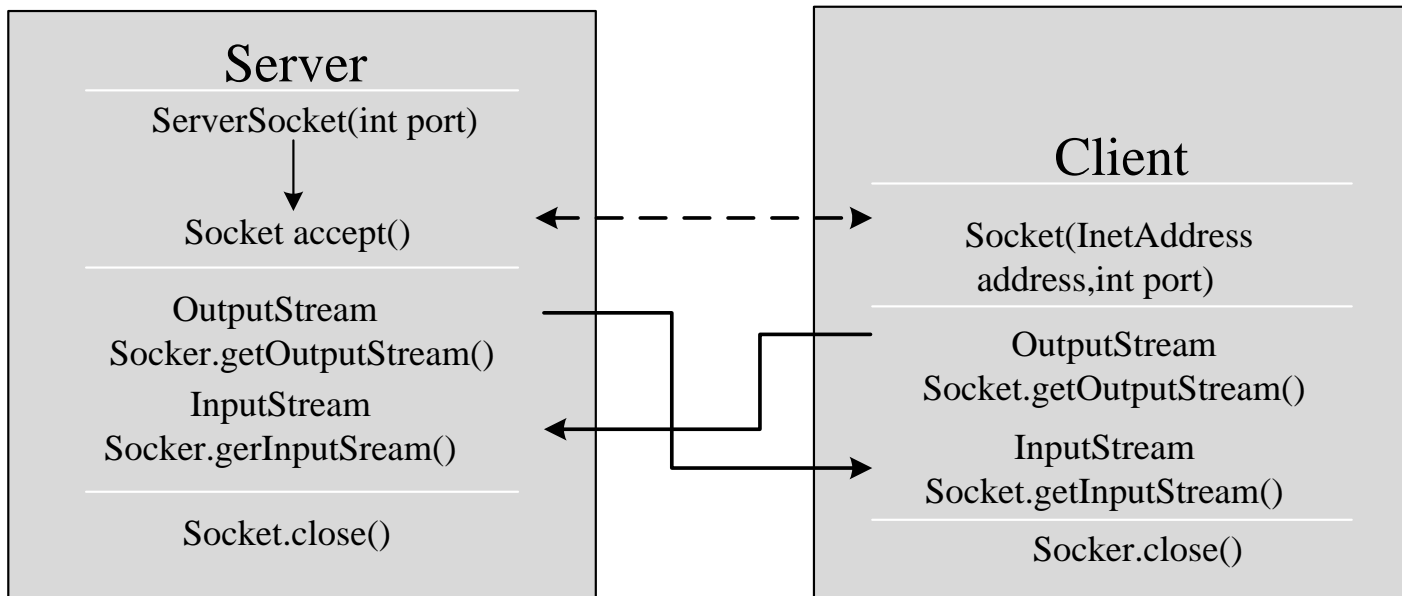 Server
ServerSocket(int port)
Socket accept()
OutputStream
Socker.getOutputStream()
InputStream
Socker.gerInputSream()
Socket.close()
Client
Socket(InetAddress
address,int port)
OutputStream
Socket.getOutputStream()
InputStream
Socket.getInputStream()
Socker.close()